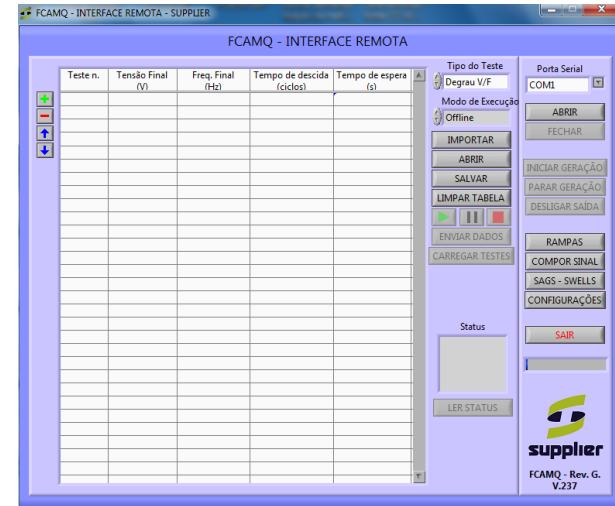 FCAMQ - INTERFACE REMOTA - SUPPLIER
FCAMQ - INTERFACE REMOTA
Teste n.
Tensão Final
(V)
Freq. Final
(Hz)
Tempo de descida
(ciclos)
Tempo de espera
(s)
Tipo do Teste
Degrau V/F
Modo de Execução
Offline
IMPORTAR
ABRIR
SALVAR
LIMPAR TABELA
ENVIAR DADOS
CARREGAR TESTES
Status
LER STATUS
Porta Serial
COM1
ABRIR
FECHAR
INICIAR GERAÇÃO
PARAR GERAÇÃO
DESLIGAR SAÍDA
RAMPAS
COMPOR SINAL
SAGS - SWELLS
CONFIGURAÇÕES
SAIR
supplier
FCAMQ - Rev. G.
V.237